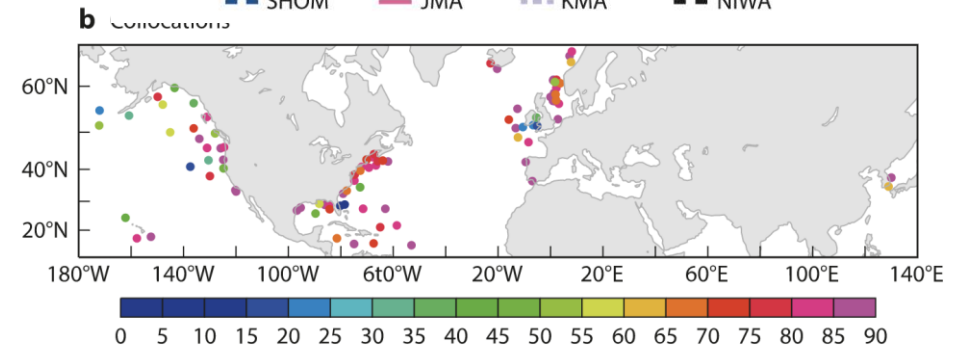 SHOM JMA KMA NIWA
b Collocations
60°N
40°N
20°N
180°W 140°W 100°W 60°W 20°W 20°E 60°E 100°E 140°E
0 5 10 15 20 25 30 35 40 45 50 55 60 65 70 75 80 85 90